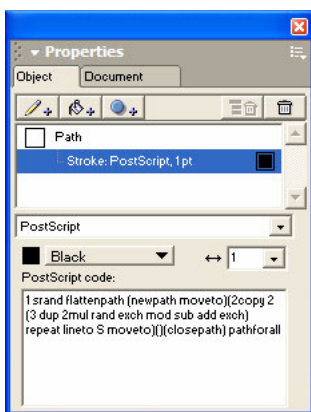 Properties
Object Document
Path
Stroke: PostScript, 1pt
PostScript
Black 1
PostScript code:
1 srand flattenpath (newpath moveto)(2copy 2
(3 dup 2mul rand exch mod sub add exch)
repeat lineto S moveto)()(closepath) pathforall